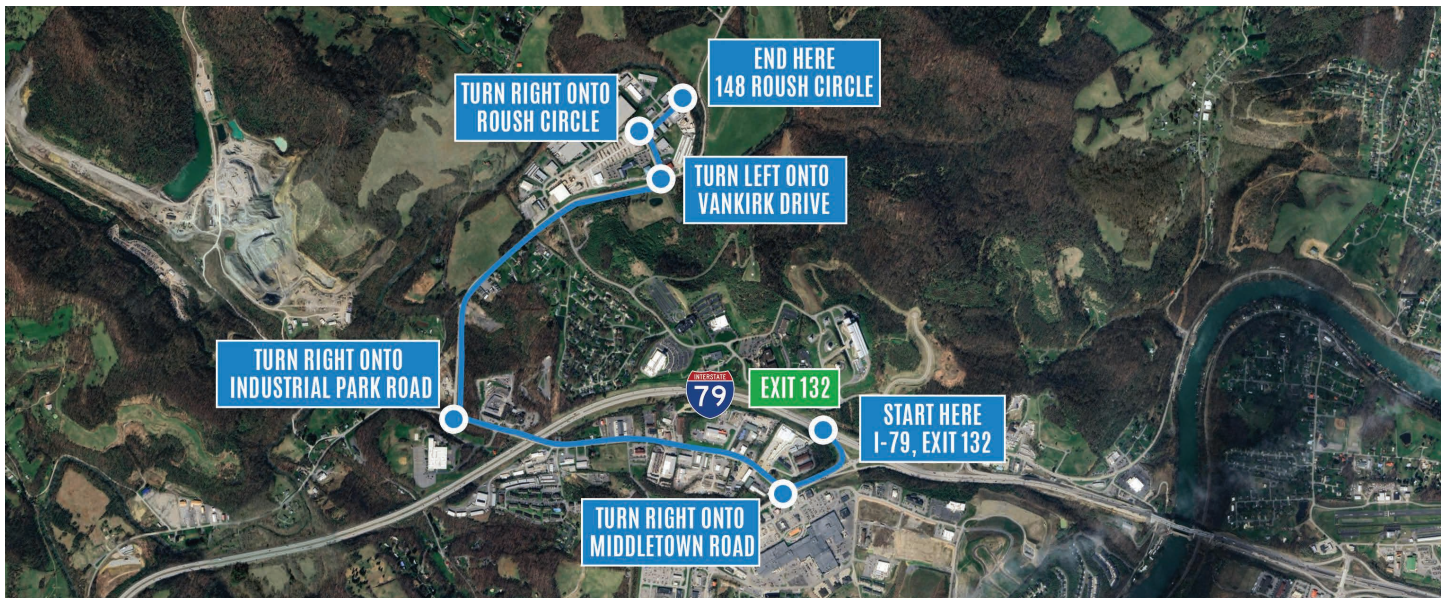 END HERE
148 ROUSH CIRCLE
TURN RIGHT ONTO
ROUSH CIRCLE
TURN LEFT ONTO
VANKIRK DRIVE
TURN RIGHT ONTO
INDUSTRIAL PARK ROAD
INTERSTATE
79
EXIT 132
START HERE
I-79, EXIT 132
TURN RIGHT ONTO
MIDDLETOWN ROAD